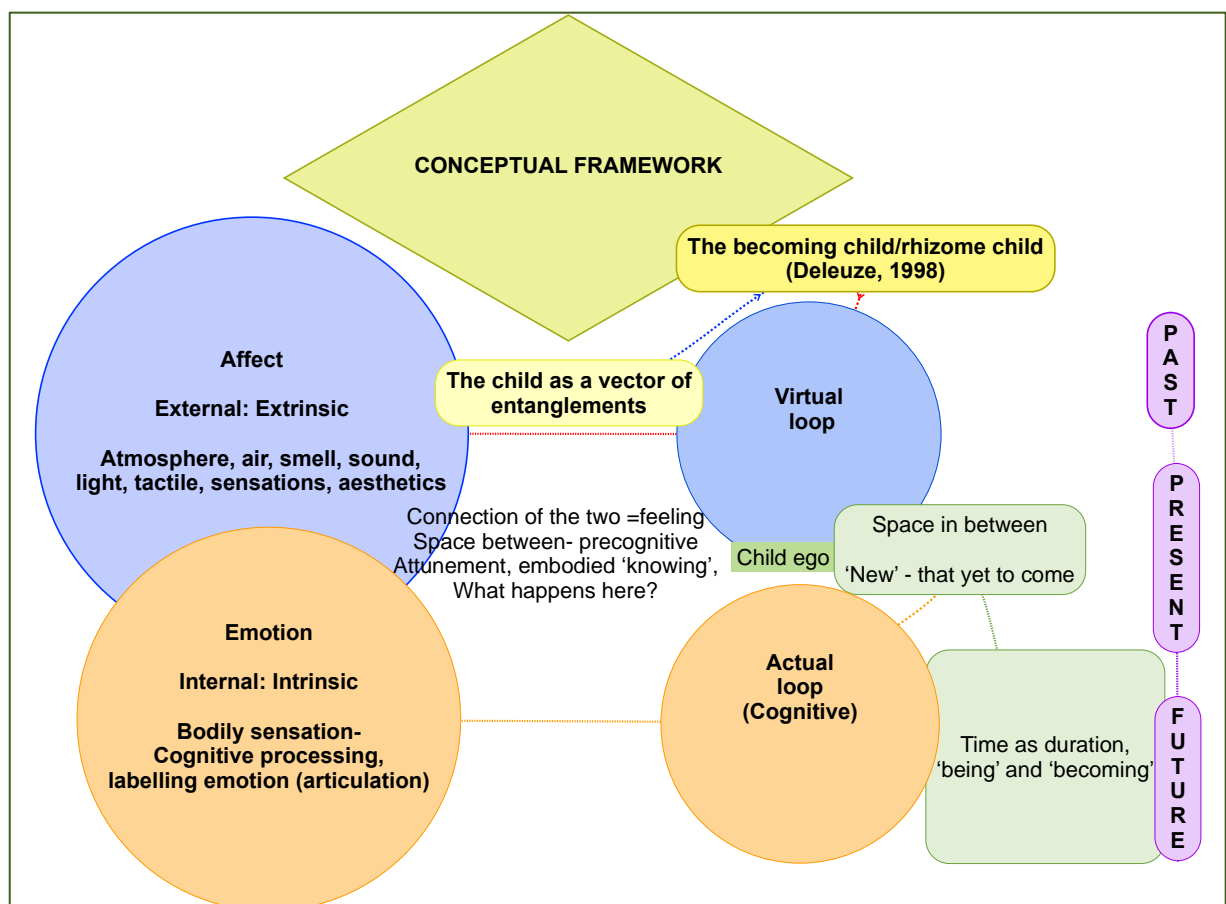 CONCEPTUAL FRAMEWORK
The becoming child/rhizome child
(Deleuze, 1998)
Affect
External: Extrinsic
Atmosphere, air, smell, sound,
light, tactile, sensations, aesthetics
The child as a vector of
entanglements
Virtual
loop
PAST
Connection of the two =feeling
Space between- precognitive
Attunement, embodied ‘knowing’,
What happens here?
Child ego
Space in between
‘New’ - that yet to come
PRESENT
Emotion
Internal: Intrinsic
Bodily sensation-
Cognitive processing,
labelling emotion (articulation)
Actual
loop
(Cognitive)
Time as duration,
‘being’ and ‘becoming’
FUTURE